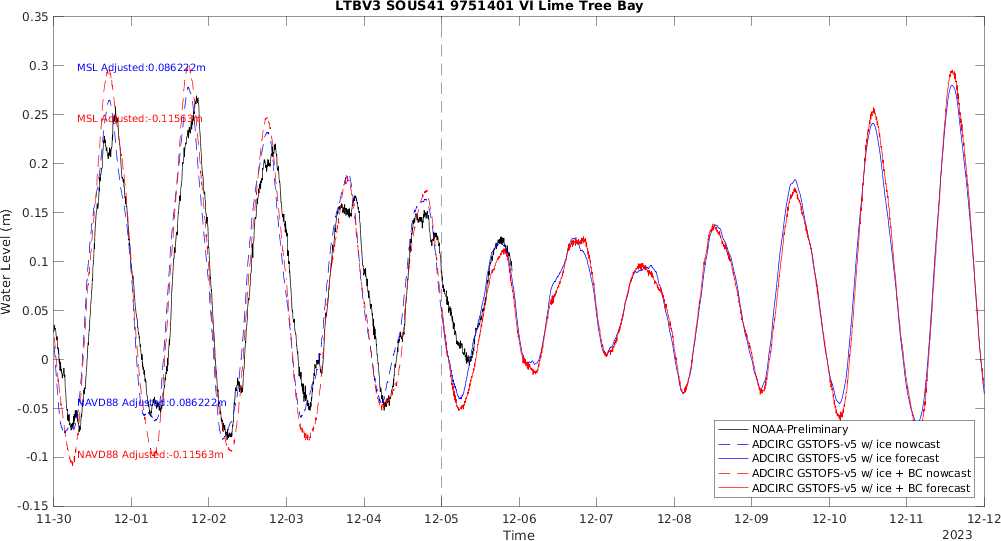 LTBV3 SOUS41 9751401 VI Lime Tree Bay
0.35
0.3
0.25
0.2
0.15
0.1
0.05
0
-0.05
-0.1
-0.15
Water Level (m)
MSL Adjusted:0.086222m
MSL Adjusted:-0.11563m
NAVD88 Adjusted:0.086222m
NAVD88 Adjusted:-0.11563m
NOAA-Preliminary
ADCIRC GSTOFS-v5 w/ ice nowcast
ADCIRC GSTOFS-v5 w/ ice forecast
ADCIRC GSTOFS-v5 w/ ice + BC nowcast
ADCIRC GSTOFS-v5 w/ ice + BC forecast
11-30 12-01 12-02 12-03 12-04 12-05 12-06 12-07 12-08 12-09 12-10 12-11 12-12
Time
2023